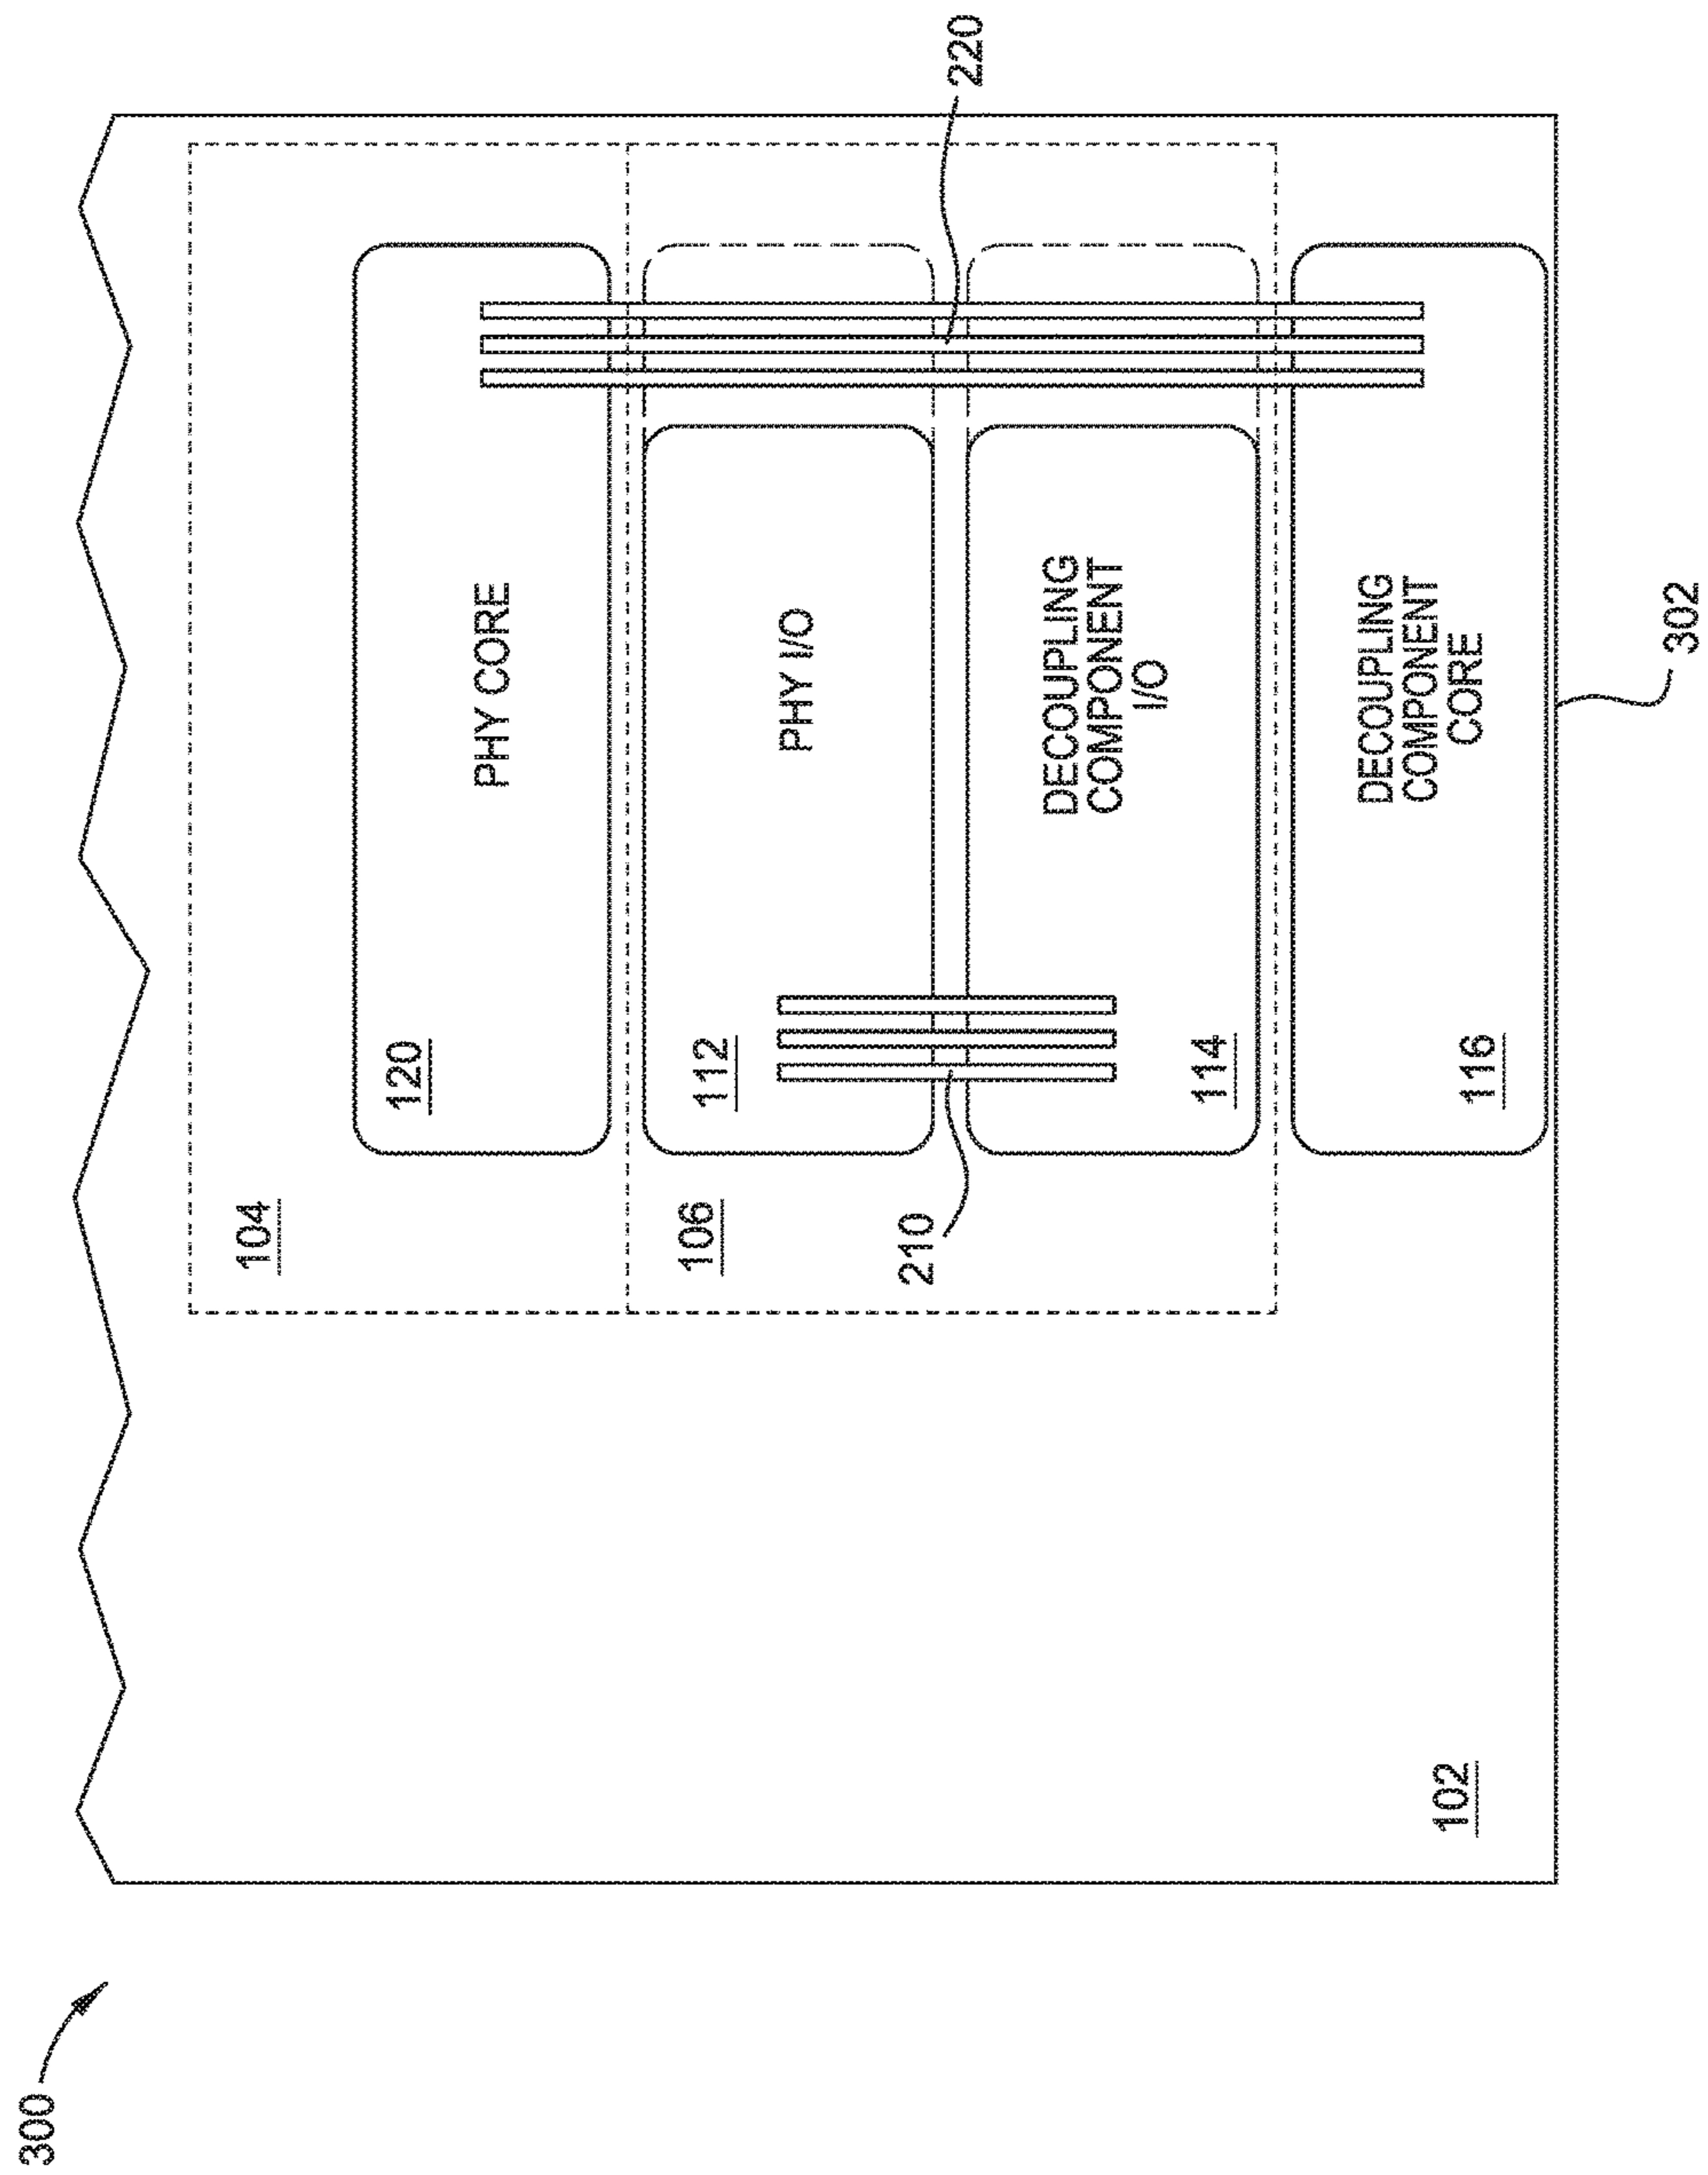 300
104
120
PHY CORE
220
106
112
PHY I/O
210
114
DECOUPLING
COMPONENT
I/O
116
DECOUPLING
COMPONENT
CORE
102
302